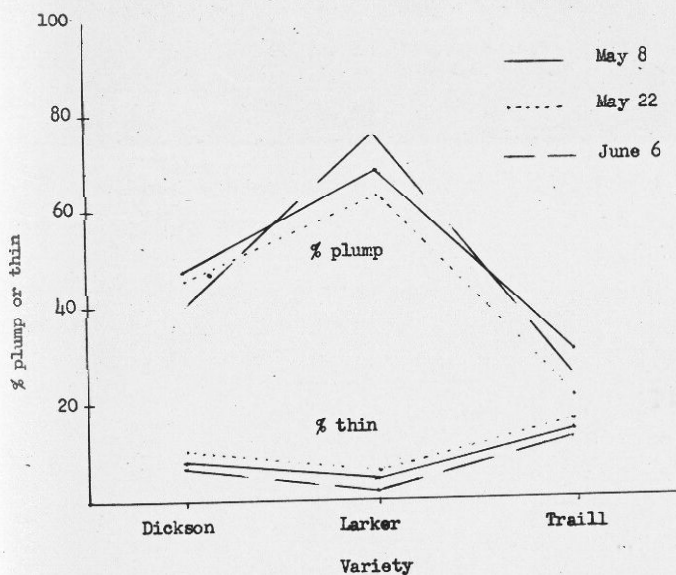 100
80
60
40
20
% plump or thin
May 8
May 22
June 6
% plump
% thin
Dickson Larker Traill
Variety